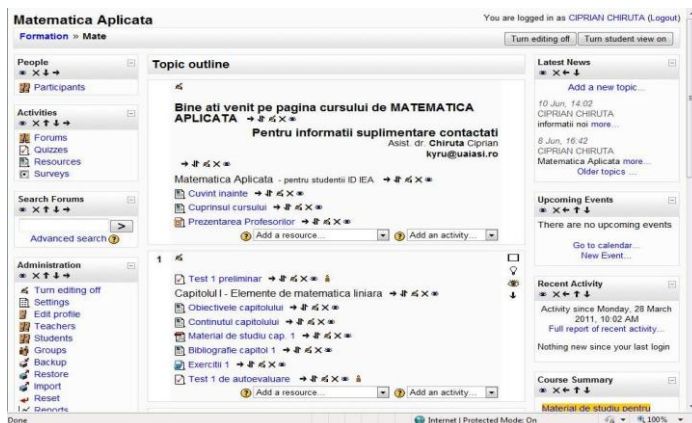 Matematica Aplicata
You are logged in as CIPRIAN CHIRUTA (Logout)
Formation » Mate
Turn editing off
Turn student view on
People
Participants
Activities
Forums
Quizzes
Resources
Surveys
Search Forums
>
Advanced search
Administration
Turn editing off
Settings
Edit profile
Teachers
Students
Groups
Backup
Restore
Import
Reset
Reports
Topic outline
Bine ati venit pe pagina cursului de MATEMATICA
APLICATA
Pentru informatii suplimentare contactati
Asist. dr. Chiruta Ciprian
kyru@uaiasi.ro
Matematica Aplicata - pentru studentii ID IEA
Cuvint inainte
Cuprinsul cursului
Prezentarea Profesorilor
Add a resource...
Add an activity...
1
Test 1 preliminar
Capitolul I - Elemente de matematica liniara
Obiectivele capitolului
Continutul capitolului
Material de studiu cap. 1
Bibliografie capitol 1
Exercitii 1
Test 1 de autoevaluare
Add a resource...
Add an activity...
Latest News
Add a new topic...
10 Jun, 14:02
CIPRIAN CHIRUTA
informatii noi more...
8 Jun, 16:42
CIPRIAN CHIRUTA
Matematica Aplicata more...
Older topics ...
Upcoming Events
There are no upcoming events
Go to calendar...
New Event...
Recent Activity
Activity since Monday, 28 March
2011, 10:02 AM
Full report of recent activity...
Nothing new since your last login
Course Summary
Material de studiu pentru
Done
Internet | Protected Mode: On
100%